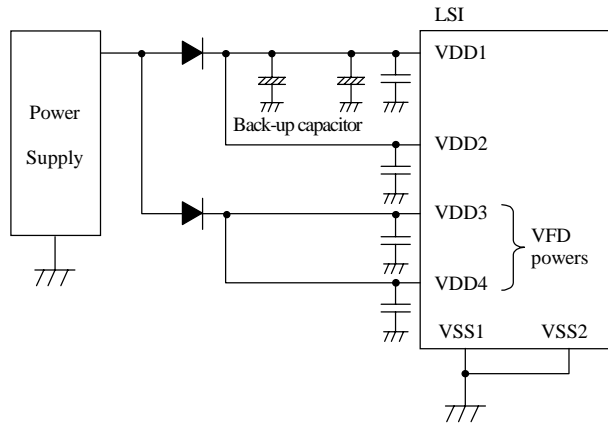 LSI
VDD1
Power
Supply
Back-up capacitor
VDD2
VDD3
VFD
powers
VDD4
VSS1
VSS2